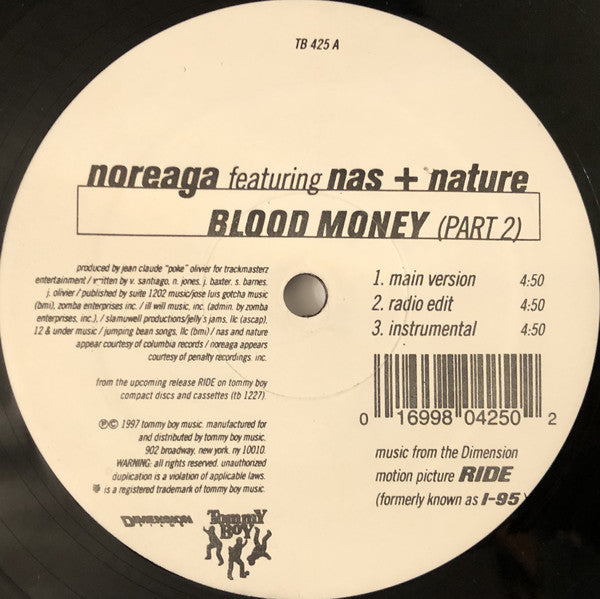 TB 425 A
noreaga featuring nas + nature
BLOOD MONEY (PART 2)
produced by jean claude "poke" olivier for trackmasterz
entertainment / written by v. santiago, n. jones, j. baxter, s. barnes,
j. olivier / published by suite 1202 music/jose luis gotcha music
(bmi), zomba enterprises inc. / ill will music, inc. (admin. by zomba
enterprises, inc.), / slamuwell productions/jelly's jams, llc (ascap),
12 & under music / jumping bean songs, llc (bmi) / nas and nature
appear courtesy of columbia records / noreaga appears
courtesy of penalty recordings, inc.
from the upcoming release RIDE on tommy boy
compact discs and cassettes (tb 1227).
℗© 1997 tommy boy music. manufactured for
and distributed by tommy boy music.
902 broadway, new york, ny 10010.
WARNING: all rights reserved. unauthorized
duplication is a violation of applicable laws.
is a registered trademark of tommy boy music.
DIMENSION
TOMMY
BOY
1. main version 4:50
2. radio edit 4:50
3. instrumental 4:50
0 16998 04250 2
music from the Dimension
motion picture RIDE
(formerly known as I-95)